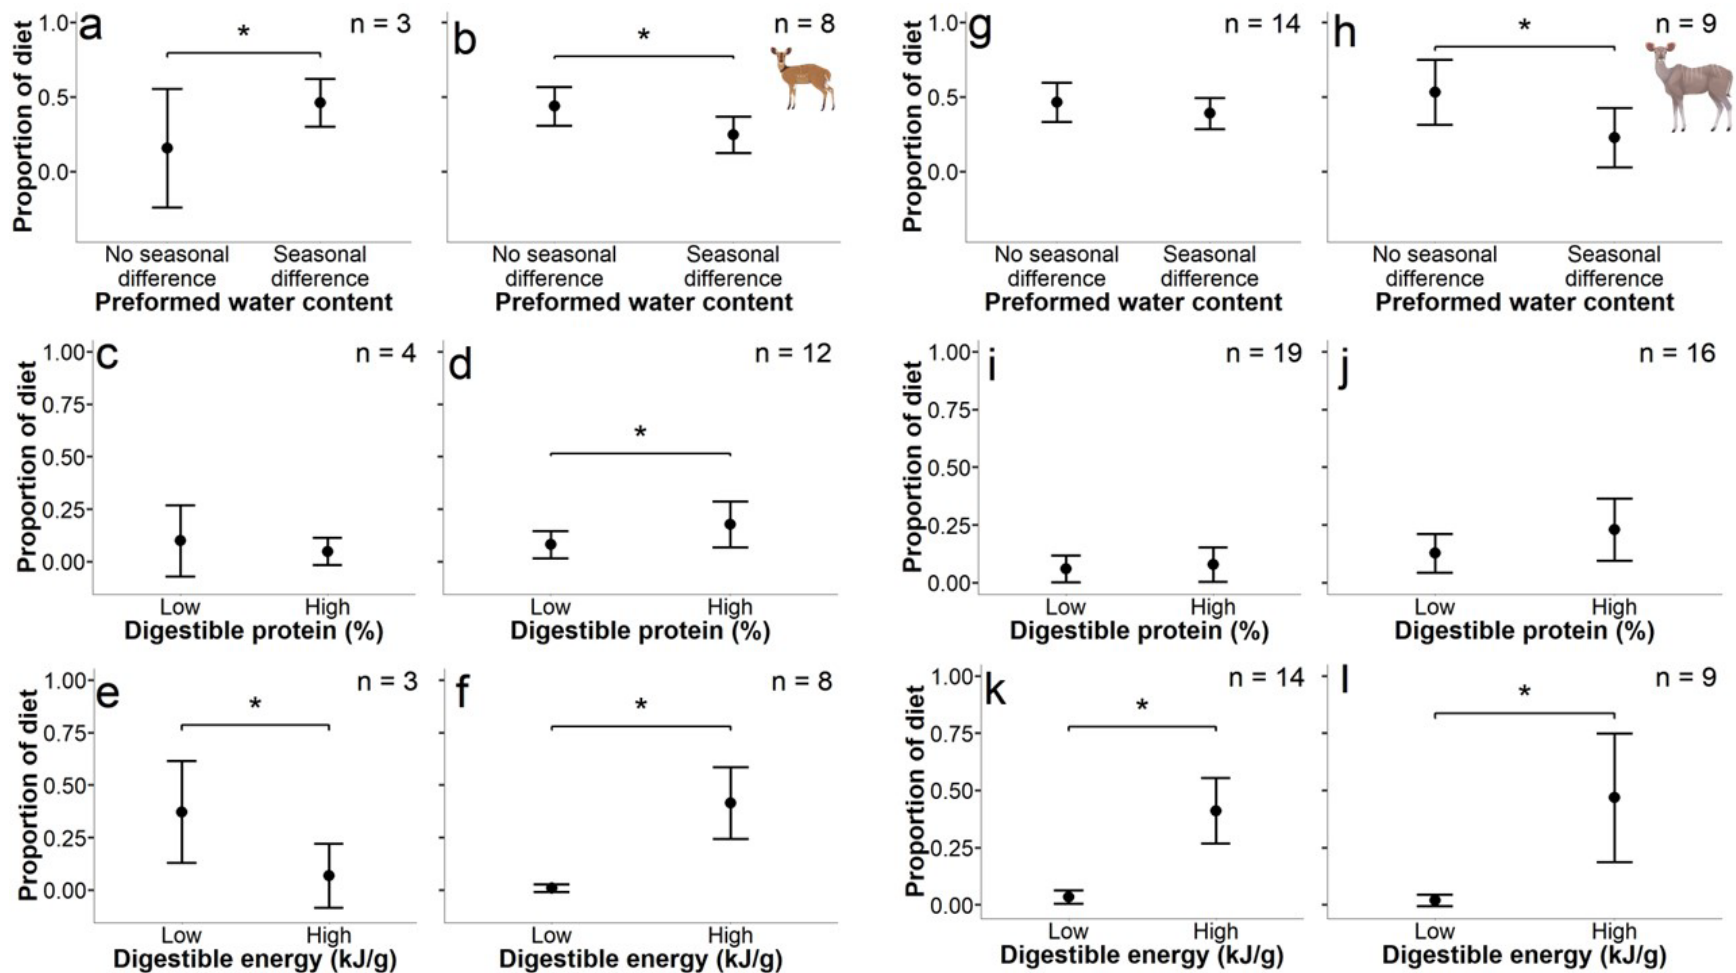 a
n = 3
*
Proportion of diet
1.0
0.5
0.0
No seasonal difference
Seasonal difference
Preformed water content
b
n = 8
*
No seasonal difference
Seasonal difference
Preformed water content
g
n = 14
Proportion of diet
1.0
0.5
0.0
No seasonal difference
Seasonal difference
Preformed water content
h
n = 9
*
No seasonal difference
Seasonal difference
Preformed water content
c
n = 4
Proportion of diet
1.00
0.75
0.50
0.25
0.00
Low
High
Digestible protein (%)
d
n = 12
*
Low
High
Digestible protein (%)
i
n = 19
Proportion of diet
1.00
0.75
0.50
0.25
0.00
Low
High
Digestible protein (%)
j
n = 16
Low
High
Digestible protein (%)
e
n = 3
*
Proportion of diet
1.00
0.75
0.50
0.25
0.00
Low
High
Digestible energy (kJ/g)
f
n = 8
*
Low
High
Digestible energy (kJ/g)
k
n = 14
*
Proportion of diet
1.00
0.75
0.50
0.25
0.00
Low
High
Digestible energy (kJ/g)
l
n = 9
*
Low
High
Digestible energy (kJ/g)